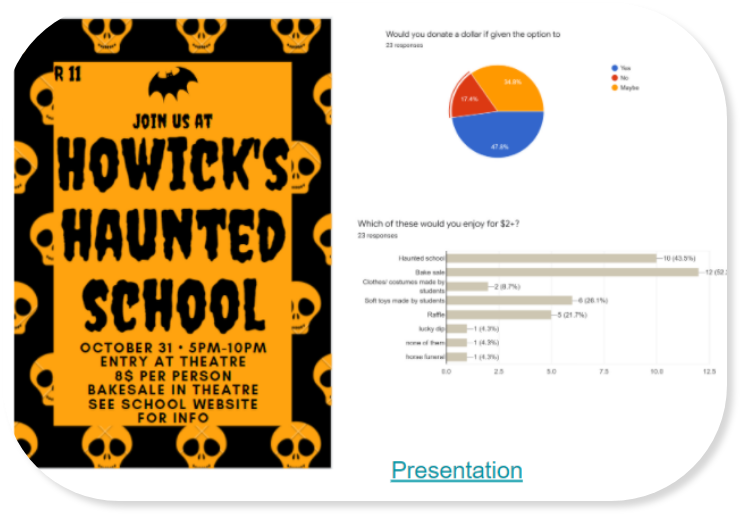 R 11
JOIN US AT
HOWICK'S
HAUNTED
SCHOOL
OCTOBER 31 • 5PM-10PM
ENTRY AT THEATRE
8$ PER PERSON
BAKESALE IN THEATRE
SEE SCHOOL WEBSITE
FOR INFO
Would you donate a dollar if given the option to
23 responses
Yes
No
Maybe
34.8%
17.4%
47.8%
Which of these would you enjoy for $2+?
23 responses
Haunted school
10 (43.5%)
Bake sale
12 (52.
Clothes/ costumes made by
students
2 (8.7%)
Soft toys made by students
6 (26.1%)
Raffle
5 (21.7%)
lucky dip
1 (4.3%)
none of them
1 (4.3%)
horse funeral
1 (4.3%)
0.0 2.5 5.0 7.5 10.0 12.5
Presentation